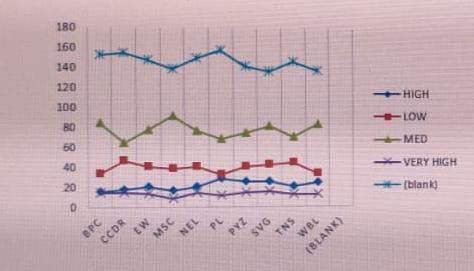 180
160
140
120
100
80
60
40
20
0
BPC
CCDR
EW
MSC
NEL
PL
PYZ
SVG
TNS
WBL
(BLANK)
HIGH
LOW
MED
VERY HIGH
(blank)